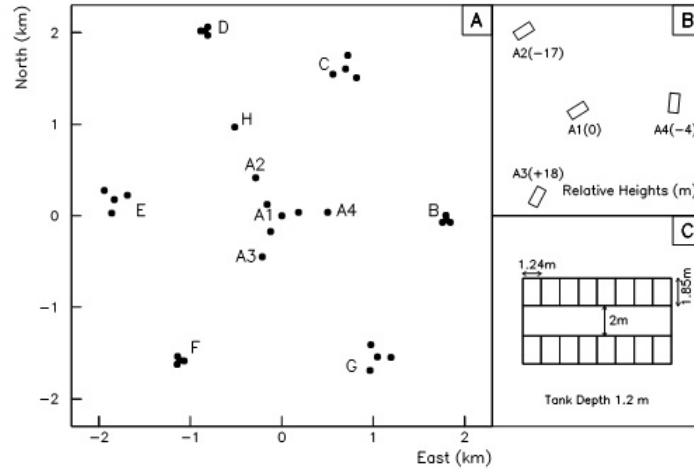 A
North (km)
2
1
0
−1
−2
D
C
H
A2
E
A1
A4
B
A3
F
G
−2
−1
0
1
2
East (km)
B
A2(−17)
A1(0)
A4(−4)
A3(+18)
Relative Heights (m)
C
1.24m
1.85m
2m
Tank Depth 1.2 m